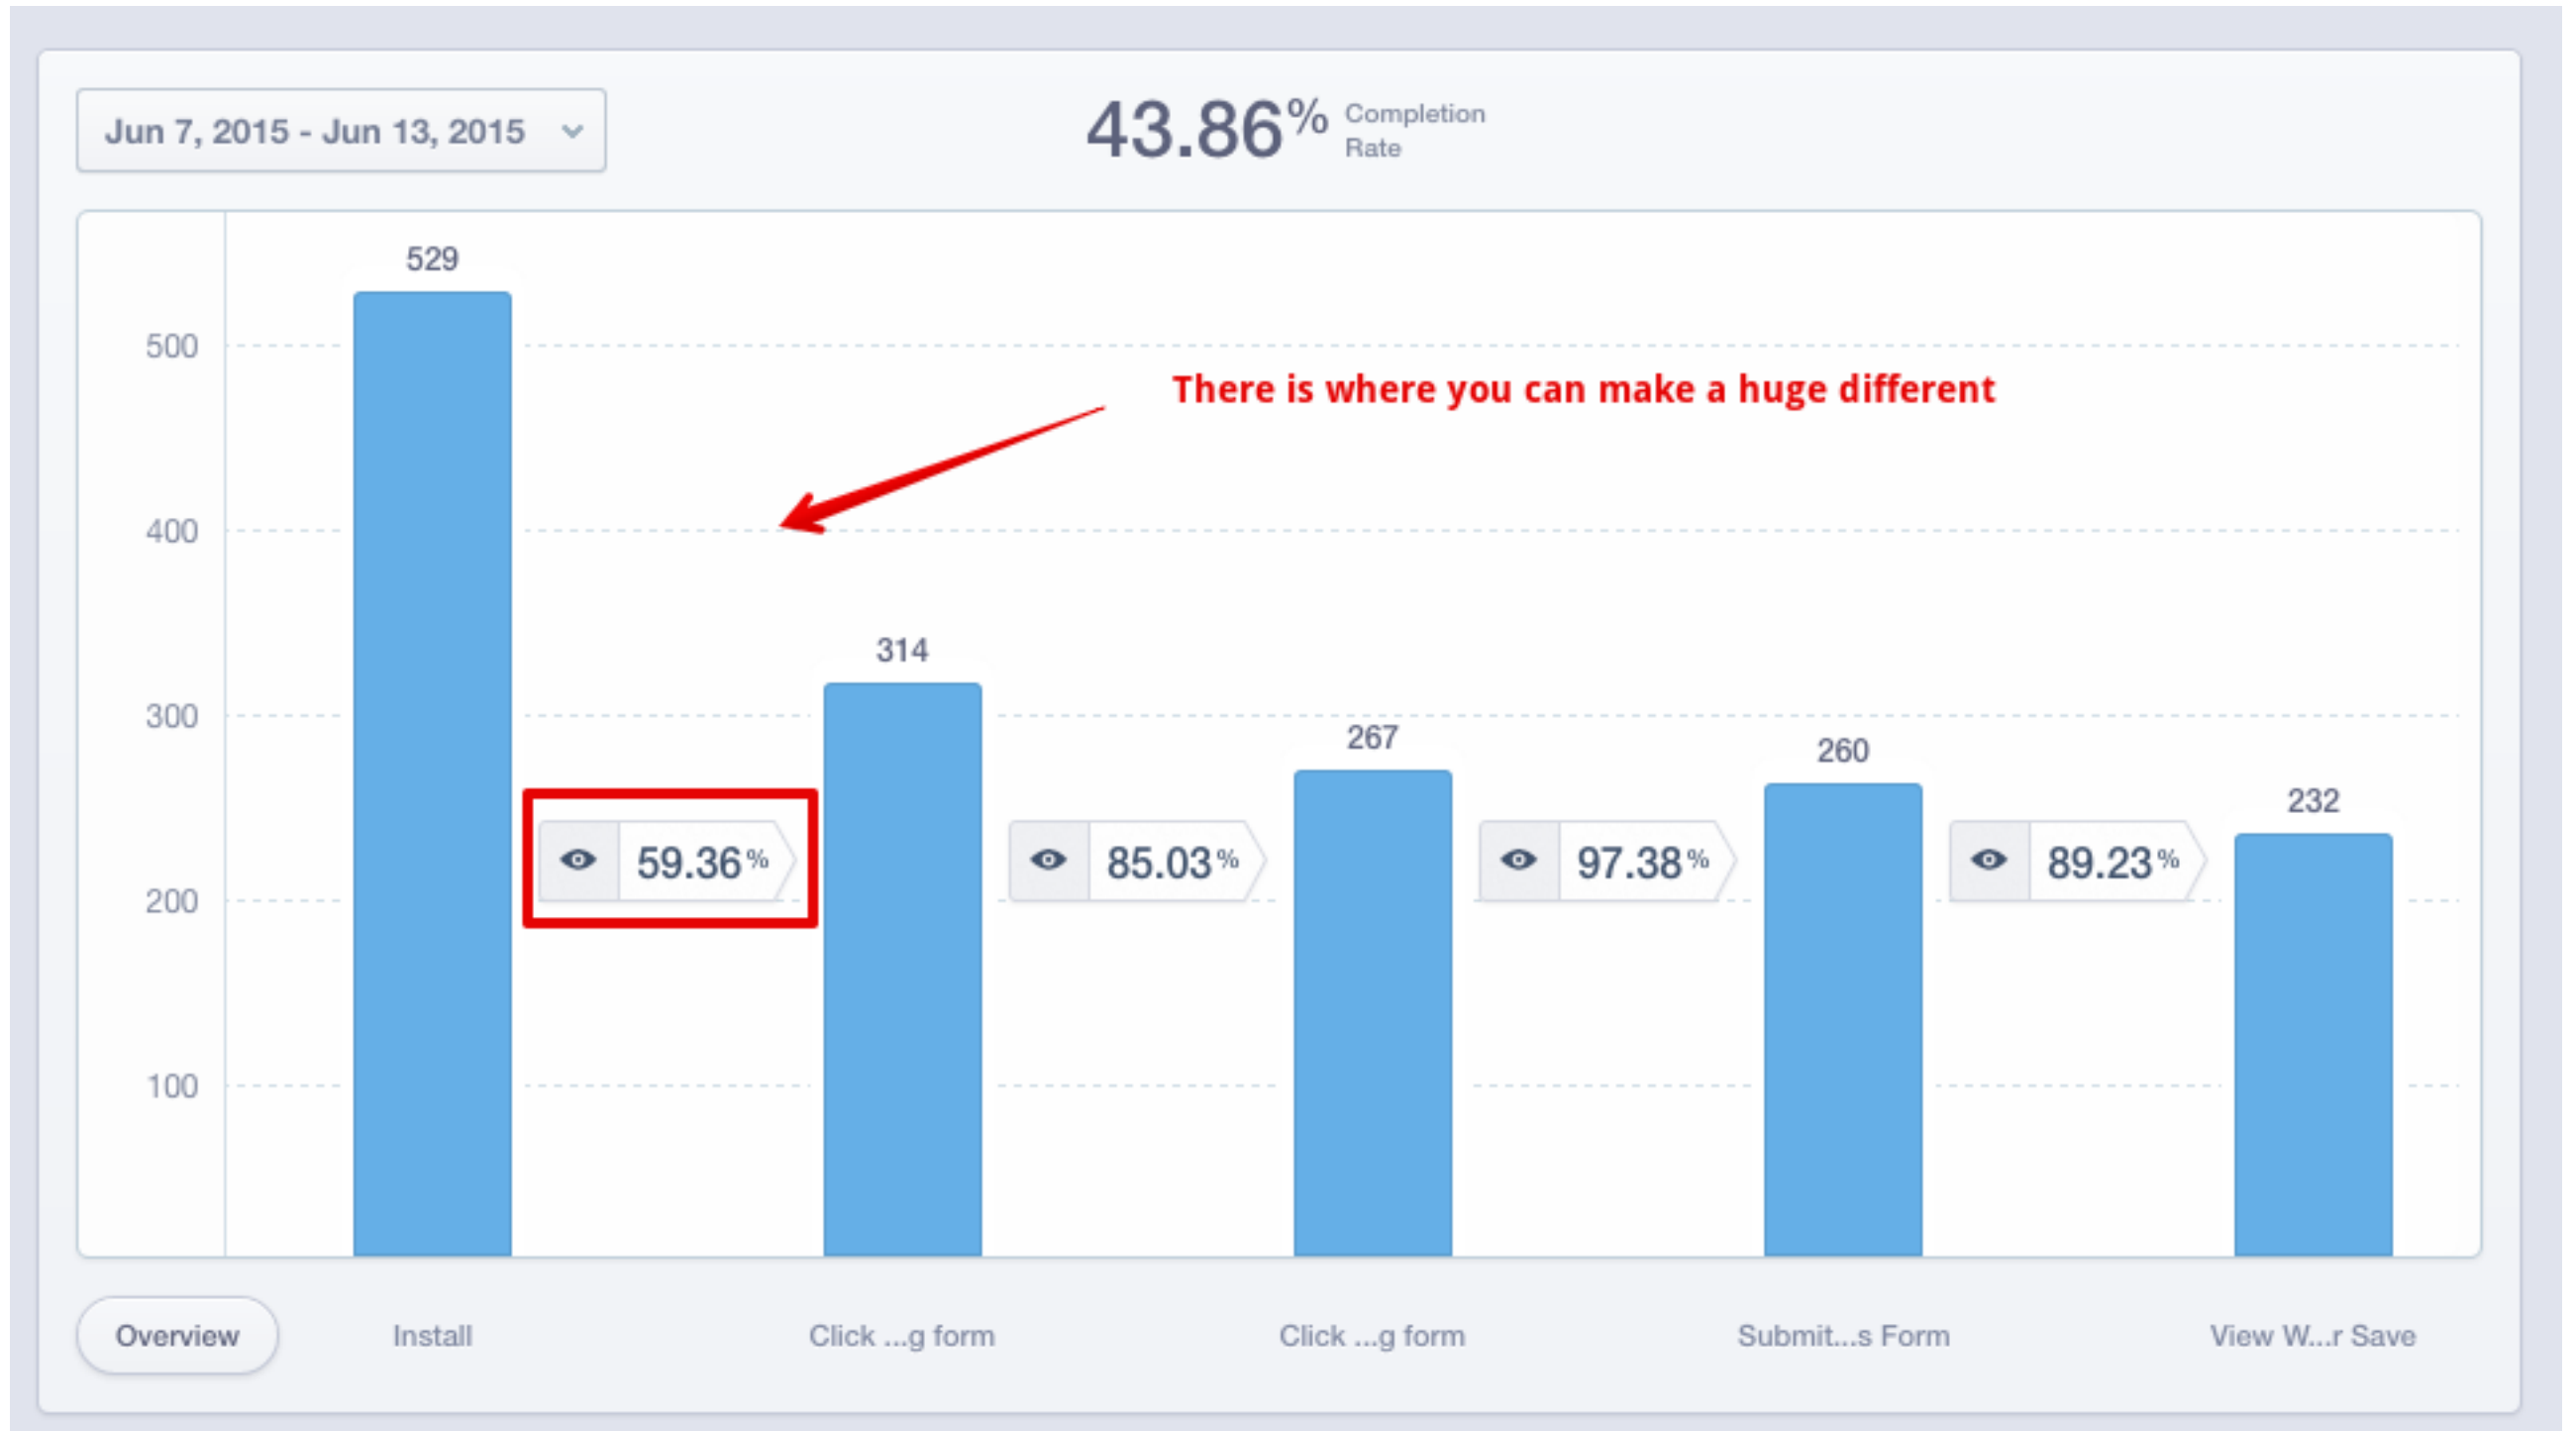 Jun 7, 2015 - Jun 13, 2015
43.86% Completion Rate
529
500
There is where you can make a huge different
400
314
300
267
260
232
59.36%
85.03%
97.38%
89.23%
200
100
Overview
Install
Click ...g form
Click ...g form
Submit...s Form
View W...r Save